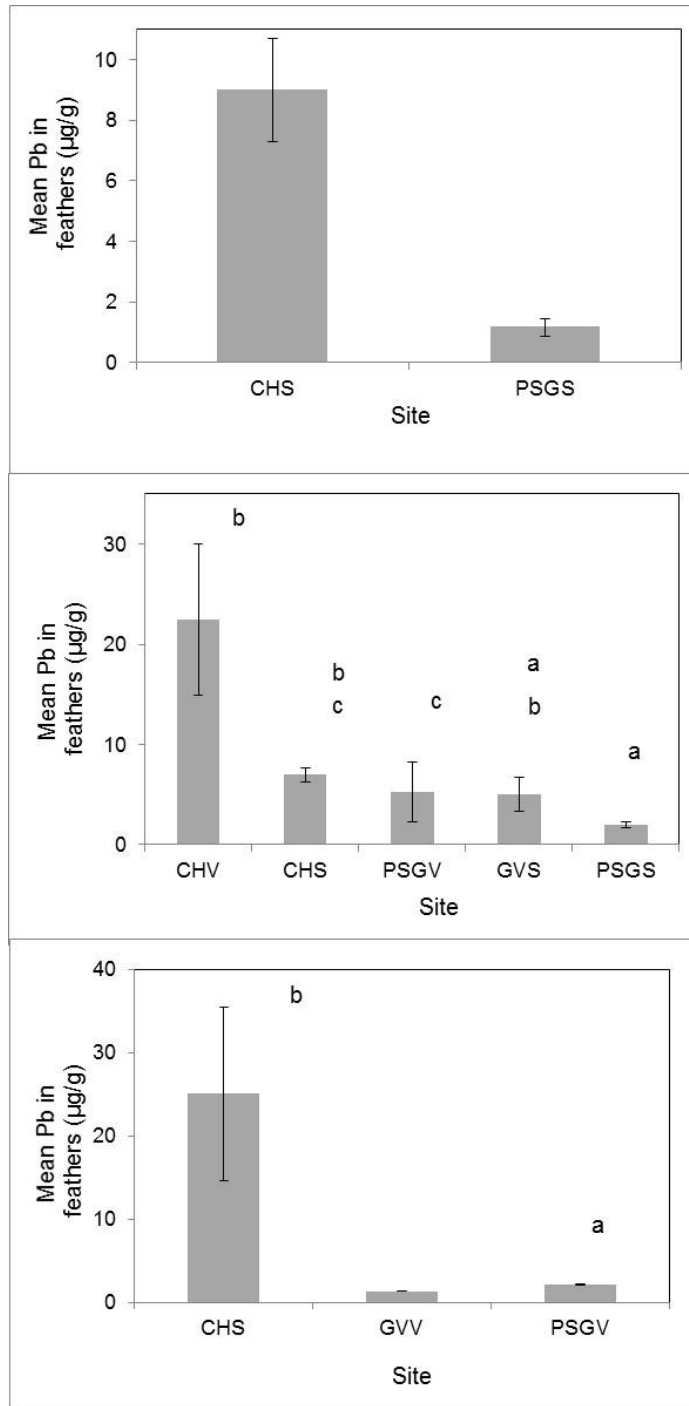 Mean Pb in
feathers (µg/g)
10
8
6
4
2
0
CHS PSGS
Site
Mean Pb in
feathers (µg/g)
30
20
10
0
b
b
c
c
a
b
a
CHV CHS PSGV GVS PSGS
Site
Mean Pb in
feathers (µg/g)
40
30
20
10
0
b
a
CHS GVV PSGV
Site